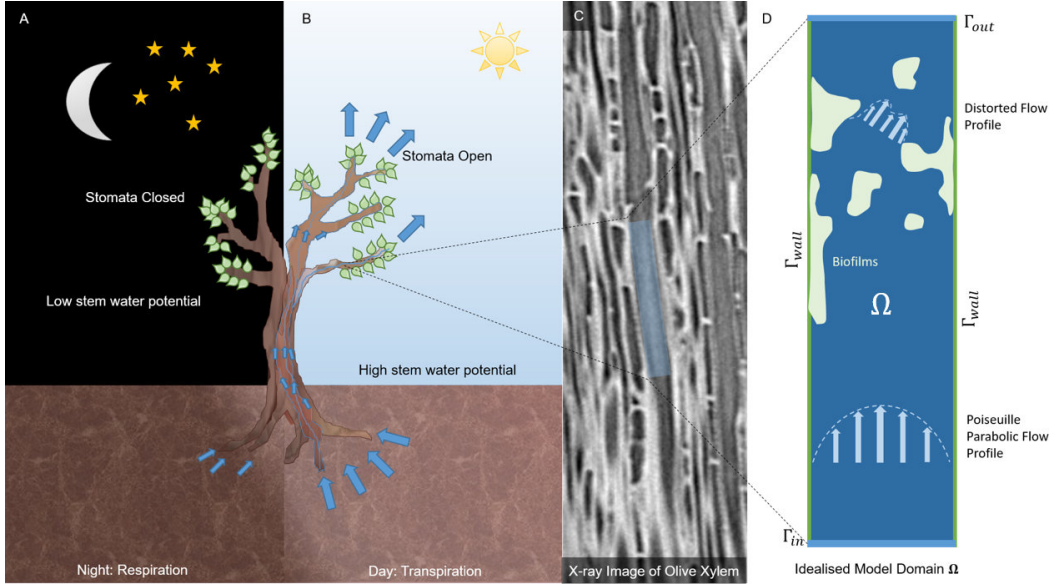 A
Stomata Closed
Low stem water potential
Night: Respiration
B
Stomata Open
High stem water potential
Day: Transpiration
C
X-ray Image of Olive Xylem
D
Γout
Distorted Flow
Profile
Γwall
Biofilms
Ω
Γwall
Poiseuille
Parabolic Flow
Profile
Γin
Idealised Model Domain Ω